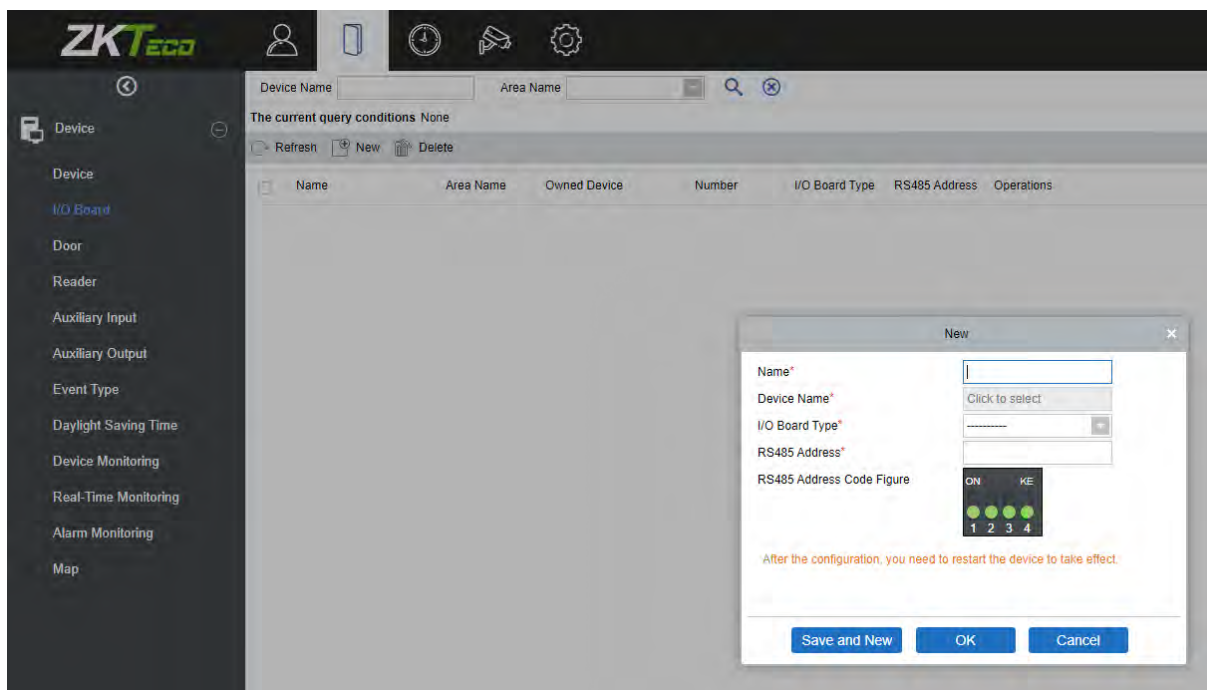 ZKTeco
Device Name Area Name
The current query conditions None
Refresh New Delete
Name Area Name Owned Device Number I/O Board Type RS485 Address Operations
Device
Device
I/O Board
Door
Reader
Auxiliary Input
Auxiliary Output
Event Type
Daylight Saving Time
Device Monitoring
Real-Time Monitoring
Alarm Monitoring
Map
New
Name*
Device Name* Click to select
I/O Board Type* ----------
RS485 Address*
RS485 Address Code Figure
ON KE
1 2 3 4
After the configuration, you need to restart the device to take effect.
Save and New OK Cancel